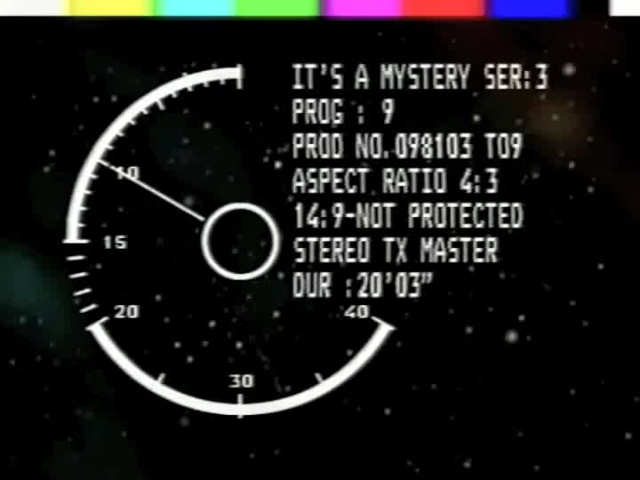 IT'S A MYSTERY SER:3
PROG : 9
PROD NO.098103 T09
ASPECT RATIO 4:3
14:9-NOT PROTECTED
STEREO TX MASTER
DUR :20'03"
10
15
20
40
30